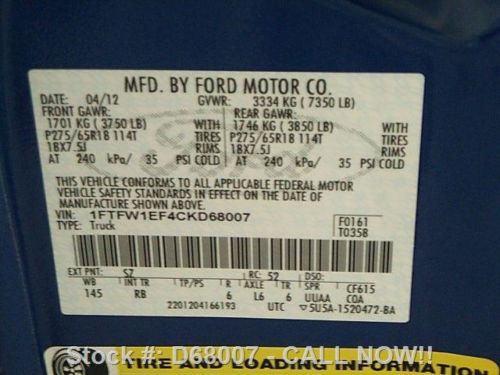 MFD. BY FORD MOTOR CO.
DATE: 04/12 GVWR: 3334 KG ( 7350 LB)
FRONT GAWR: REAR GAWR:
1701 KG ( 3750 LB) WITH 1746 KG ( 3850 LB) WITH
P275/65R18 114T TIRES P275/65R18 114T TIRES
18X7.5J RIMS 18X7.5J RIMS
AT 240 kPa/ 35 PSI COLD AT 240 kPa/ 35 PSI COLD
THIS VEHICLE CONFORMS TO ALL APPLICABLE FEDERAL MOTOR
VEHICLE SAFETY STANDARDS IN EFFECT ON THE DATE OF
MANUFACTURE SHOWN ABOVE.
VIN: 1FTFW1EF4CKD68007
TYPE: Truck
F0161
T0358
EXT PNT: SZ RC: 52 DSO:
WB INT TR TP/PS R AXLE TR SPR CF615
145 RB 6 L6 6 UUAA COA
2201204166193 UTC 5U5A-1520472-BA
Stock #: D68007 - CALL NOW!!
TIRE AND LOADING INFORMATION